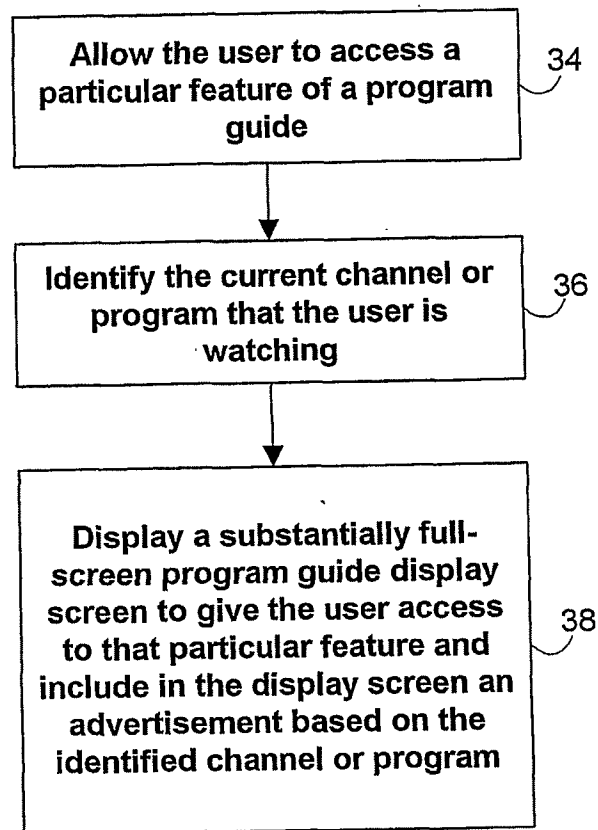 Allow the user to access a
particular feature of a program
guide
34
Identify the current channel or
program that the user is
watching
36
Display a substantially full-
screen program guide display
screen to give the user access
to that particular feature and
include in the display screen an
advertisement based on the
identified channel or program
38